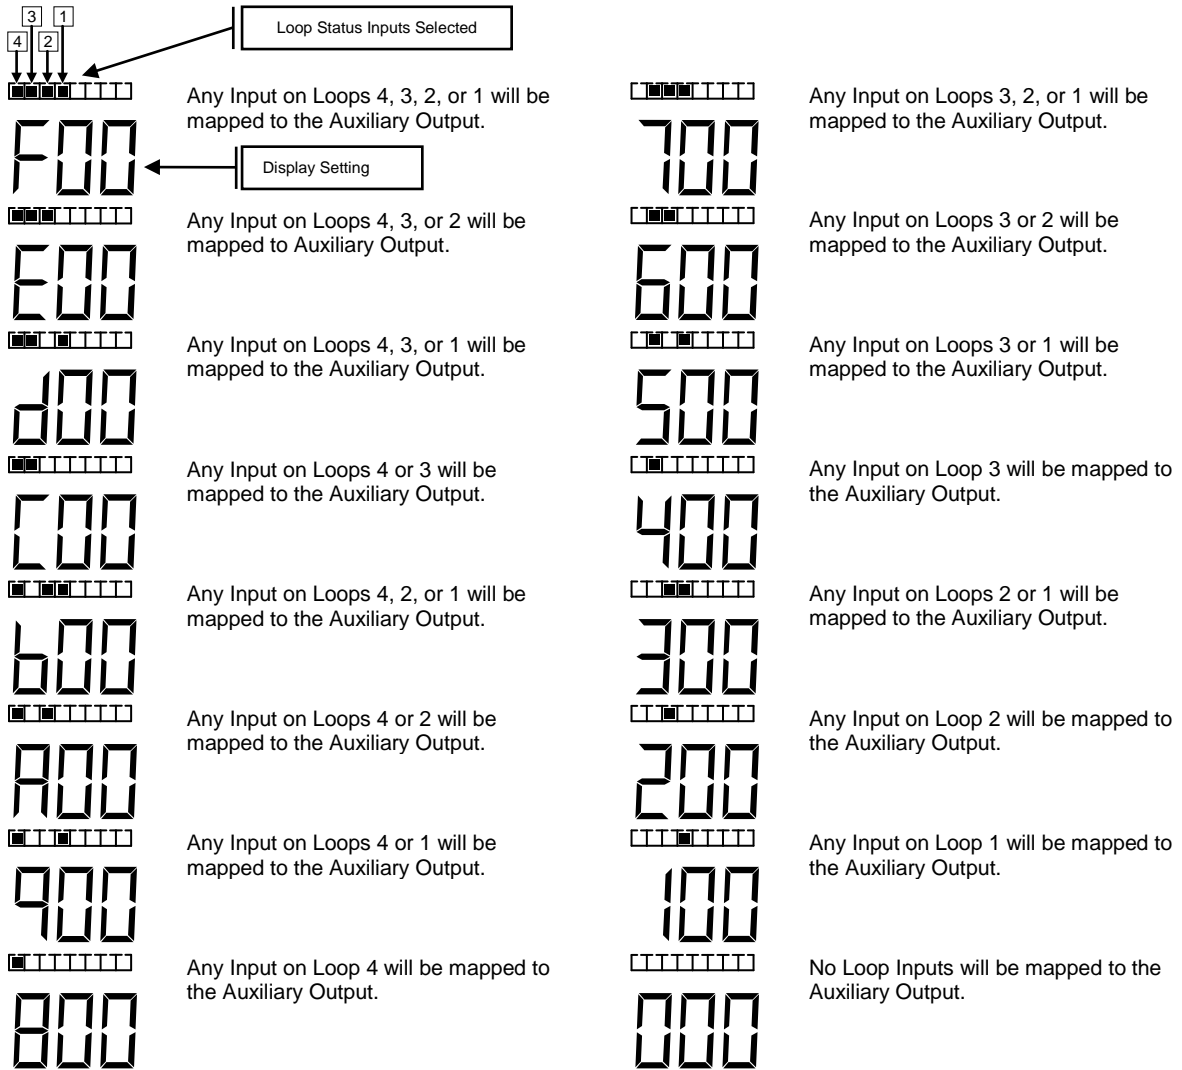 3 1
4 2
Loop Status Inputs Selected
Any Input on Loops 4, 3, 2, or 1 will be
mapped to the Auxiliary Output.
F00
Display Setting
Any Input on Loops 4, 3, or 2 will be
mapped to Auxiliary Output.
E00
Any Input on Loops 4, 3, or 1 will be
mapped to the Auxiliary Output.
d00
Any Input on Loops 4 or 3 will be
mapped to the Auxiliary Output.
C00
Any Input on Loops 4, 2, or 1 will be
mapped to the Auxiliary Output.
b00
Any Input on Loops 4 or 2 will be
mapped to the Auxiliary Output.
A00
Any Input on Loops 4 or 1 will be
mapped to the Auxiliary Output.
900
Any Input on Loop 4 will be mapped to
the Auxiliary Output.
800
Any Input on Loops 3, 2, or 1 will be
mapped to the Auxiliary Output.
700
Any Input on Loops 3 or 2 will be
mapped to the Auxiliary Output.
600
Any Input on Loops 3 or 1 will be
mapped to the Auxiliary Output.
500
Any Input on Loop 3 will be mapped to
the Auxiliary Output.
400
Any Input on Loops 2 or 1 will be
mapped to the Auxiliary Output.
300
Any Input on Loop 2 will be mapped to
the Auxiliary Output.
200
Any Input on Loop 1 will be mapped to
the Auxiliary Output.
100
No Loop Inputs will be mapped to the
Auxiliary Output.
000